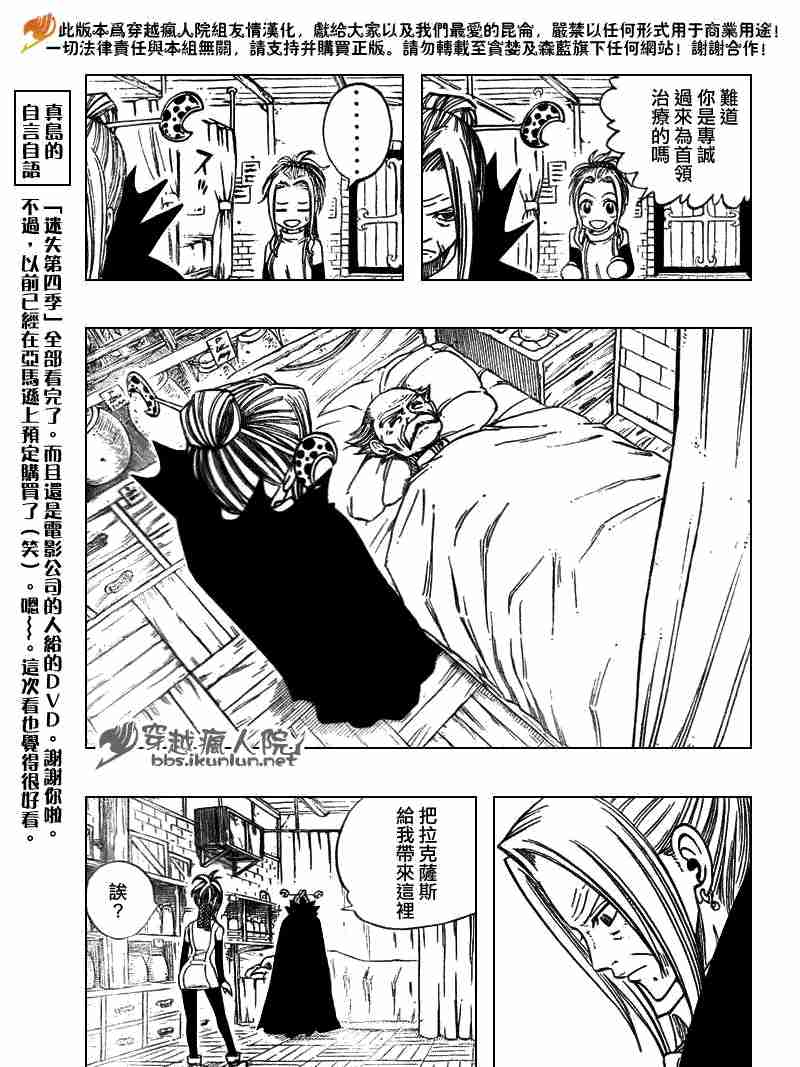 此版本爲穿越瘋人院組友情漢化，獻給大家以及我們最愛的昆侖，嚴禁以任何形式用于商業用途！
一切法律責任與本組無關，請支持并購買正版。請勿轉載至貪婪及森藍旗下任何網站！謝謝合作！
難道
你是專誠
過來為首領
治療的嗎
………
ズズ
真島的
自言自語
「迷失第四季」全部看完了。而且還是電影公司的人給的DVD。謝謝你啦。
不過，以前已經在亞馬遜上預定購買了（笑）。嗯～。這次看也覺得很好看。
穿越瘋人院
bbs.ikunlun.net
把拉克薩斯
給我帶來這裡
誒？